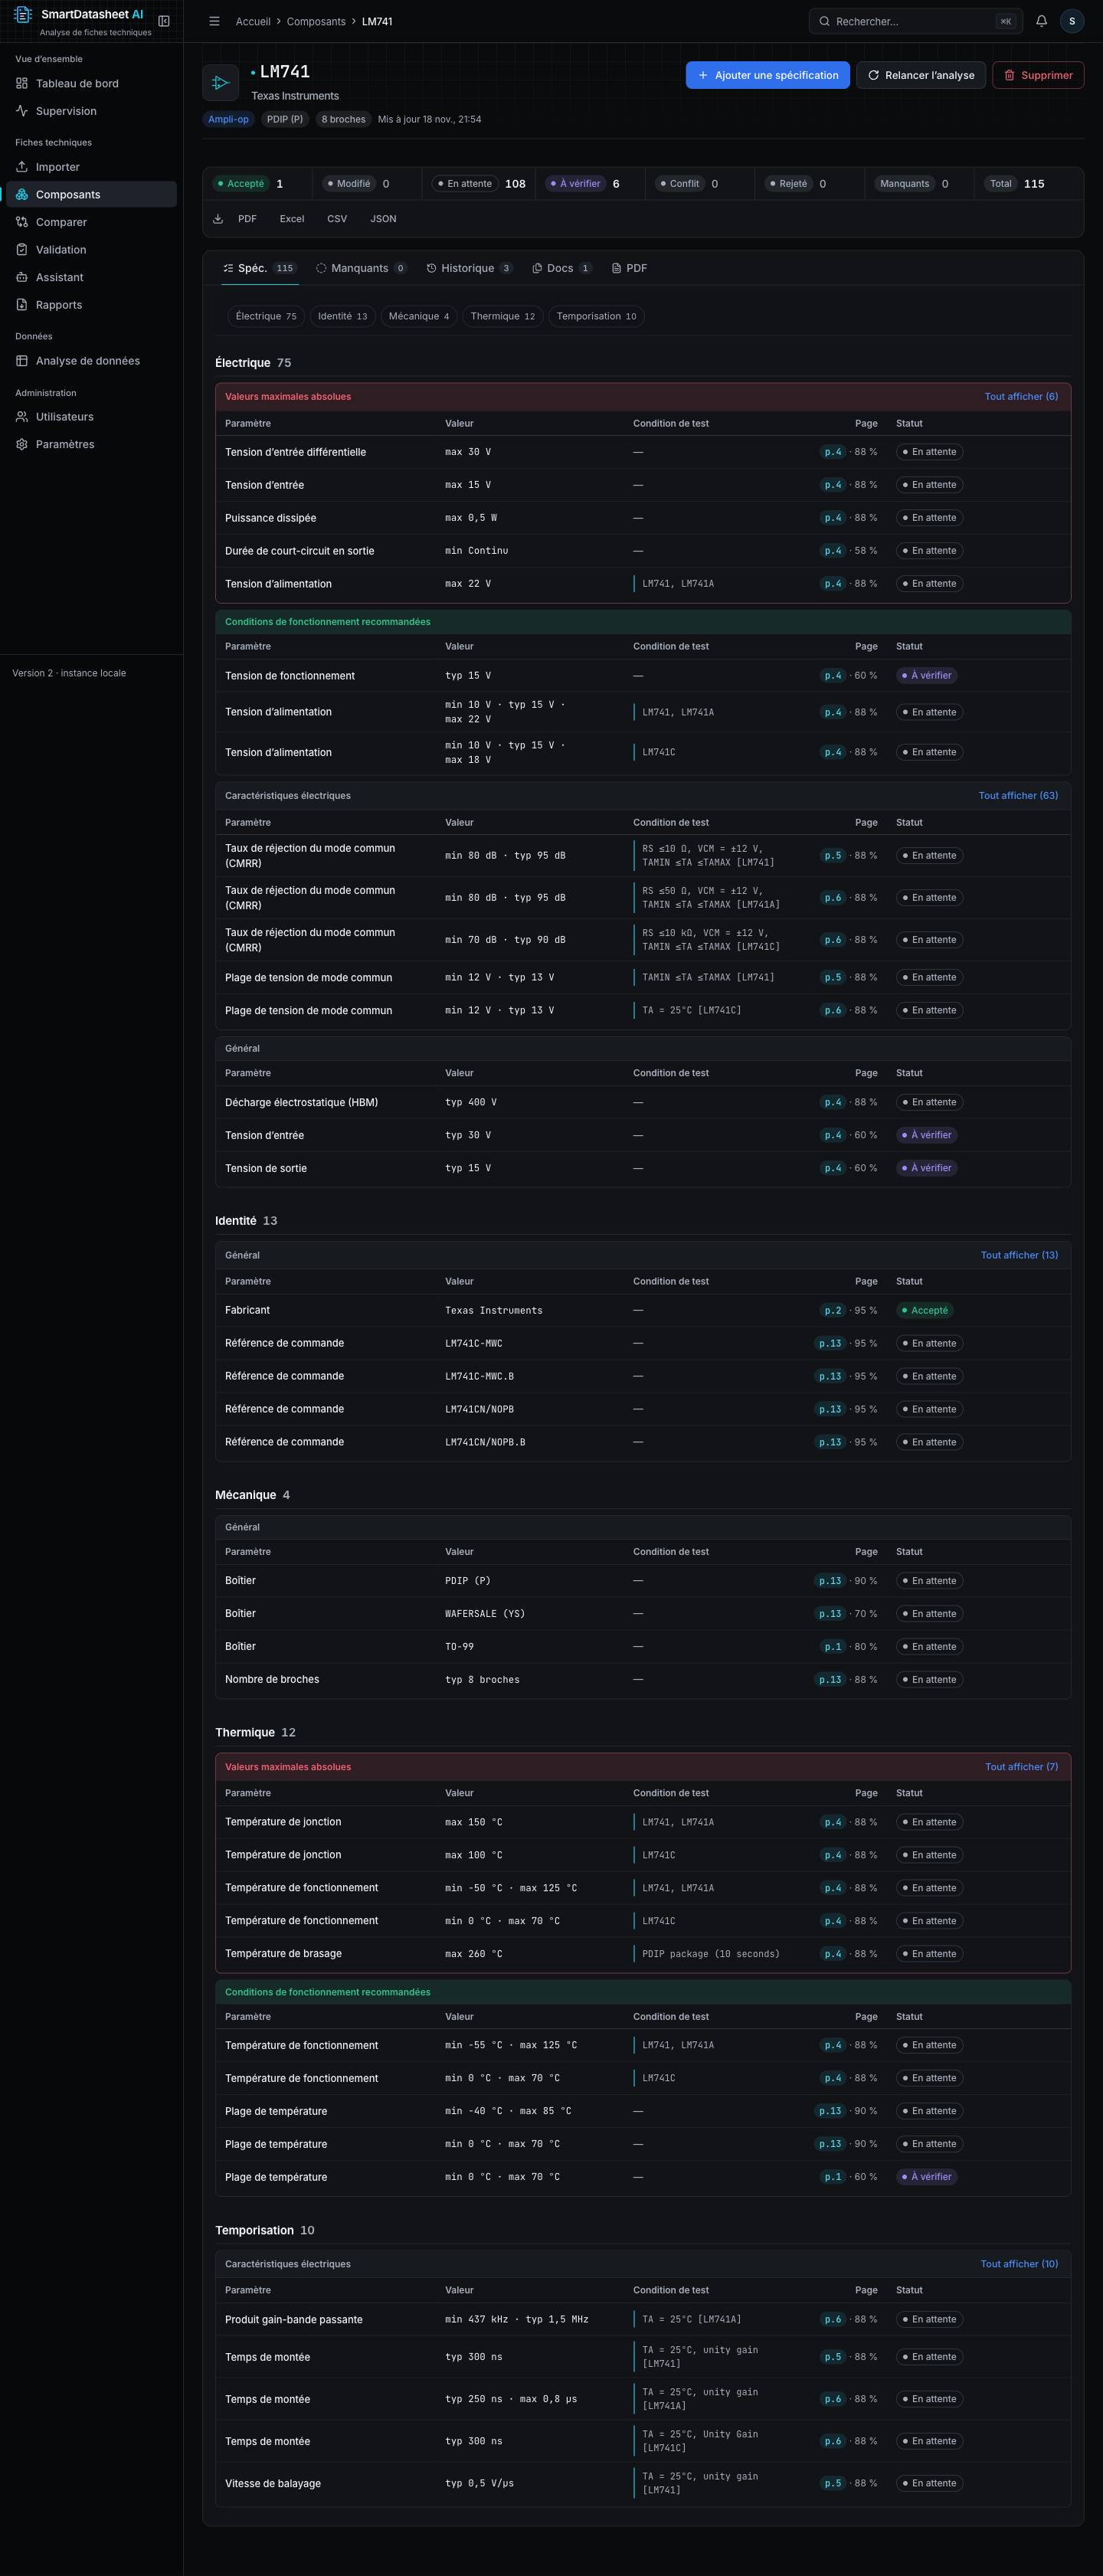 SmartDatasheet AI
Analyse de fiches techniques
Vue d'ensemble
Tableau de bord
Supervision
Fiches techniques
Importer
Composants
Comparer
Validation
Assistant
Rapports
Données
Analyse de données
Administration
Utilisateurs
Paramètres
Version 2 · instance locale
Accueil > Composants > LM741
Rechercher... ⌘K
S
LM741
Texas Instruments
Ajouter une spécification
Relancer l'analyse
Supprimer
Ampli-op PDIP (P) 8 broches Mis à jour 18 nov., 21:54
Accepté 1 Modifié 0 En attente 108 À vérifier 6 Conflit 0 Rejeté 0 Manquants 0 Total 115
PDF Excel CSV JSON
Spéc. 115 Manquants 0 Historique 3 Docs 1 PDF
Électrique 75 Identité 13 Mécanique 4 Thermique 12 Temporisation 10
Électrique 75
Valeurs maximales absolues Tout afficher (6)
Paramètre Valeur Condition de test Page Statut
Tension d'entrée différentielle max 30 V — p.4 · 88 % En attente
Tension d'entrée max 15 V — p.4 · 88 % En attente
Puissance dissipée max 0,5 W — p.4 · 88 % En attente
Durée de court-circuit en sortie min Continu — p.4 · 58 % En attente
Tension d'alimentation max 22 V LM741, LM741A p.4 · 88 % En attente
Conditions de fonctionnement recommandées
Paramètre Valeur Condition de test Page Statut
Tension de fonctionnement typ 15 V — p.4 · 60 % À vérifier
Tension d'alimentation min 10 V · typ 15 V · max 22 V LM741, LM741A p.4 · 88 % En attente
Tension d'alimentation min 10 V · typ 15 V · max 18 V LM741C p.4 · 88 % En attente
Caractéristiques électriques Tout afficher (63)
Paramètre Valeur Condition de test Page Statut
Taux de réjection du mode commun (CMRR) min 80 dB · typ 95 dB RS ≤10 Ω, VCM = ±12 V, TAMIN ≤TA ≤TAMAX [LM741] p.5 · 88 % En attente
Taux de réjection du mode commun (CMRR) min 80 dB · typ 95 dB RS ≤50 Ω, VCM = ±12 V, TAMIN ≤TA ≤TAMAX [LM741A] p.6 · 88 % En attente
Taux de réjection du mode commun (CMRR) min 70 dB · typ 90 dB RS ≤10 kΩ, VCM = ±12 V, TAMIN ≤TA ≤TAMAX [LM741C] p.6 · 88 % En attente
Plage de tension de mode commun min 12 V · typ 13 V TAMIN ≤TA ≤TAMAX [LM741] p.5 · 88 % En attente
Plage de tension de mode commun min 12 V · typ 13 V TA = 25°C [LM741C] p.6 · 88 % En attente
Général
Paramètre Valeur Condition de test Page Statut
Décharge électrostatique (HBM) typ 400 V — p.4 · 88 % En attente
Tension d'entrée typ 30 V — p.4 · 60 % À vérifier
Tension de sortie typ 15 V — p.4 · 60 % À vérifier
Identité 13
Général Tout afficher (13)
Paramètre Valeur Condition de test Page Statut
Fabricant Texas Instruments — p.2 · 95 % Accepté
Référence de commande LM741C-MWC — p.13 · 95 % En attente
Référence de commande LM741C-MWC.B — p.13 · 95 % En attente
Référence de commande LM741CN/NOPB — p.13 · 95 % En attente
Référence de commande LM741CN/NOPB.B — p.13 · 95 % En attente
Mécanique 4
Général
Paramètre Valeur Condition de test Page Statut
Boîtier PDIP (P) — p.13 · 90 % En attente
Boîtier WAFERSALE (YS) — p.13 · 70 % En attente
Boîtier TO-99 — p.1 · 80 % En attente
Nombre de broches typ 8 broches — p.13 · 88 % En attente
Thermique 12
Valeurs maximales absolues Tout afficher (7)
Paramètre Valeur Condition de test Page Statut
Température de jonction max 150 °C LM741, LM741A p.4 · 88 % En attente
Température de jonction max 100 °C LM741C p.4 · 88 % En attente
Température de fonctionnement min -50 °C · max 125 °C LM741, LM741A p.4 · 88 % En attente
Température de fonctionnement min 0 °C · max 70 °C LM741C p.4 · 88 % En attente
Température de brasage max 260 °C PDIP package (10 seconds) p.4 · 88 % En attente
Conditions de fonctionnement recommandées
Paramètre Valeur Condition de test Page Statut
Température de fonctionnement min -55 °C · max 125 °C LM741, LM741A p.4 · 88 % En attente
Température de fonctionnement min 0 °C · max 70 °C LM741C p.4 · 88 % En attente
Plage de température min -40 °C · max 85 °C — p.13 · 90 % En attente
Plage de température min 0 °C · max 70 °C — p.13 · 90 % En attente
Plage de température min 0 °C · max 70 °C — p.1 · 60 % À vérifier
Temporisation 10
Caractéristiques électriques Tout afficher (10)
Paramètre Valeur Condition de test Page Statut
Produit gain-bande passante min 437 kHz · typ 1,5 MHz TA = 25°C [LM741A] p.6 · 88 % En attente
Temps de montée typ 300 ns TA = 25°C, unity gain [LM741] p.5 · 88 % En attente
Temps de montée typ 250 ns · max 0,8 µs TA = 25°C, unity gain [LM741A] p.6 · 88 % En attente
Temps de montée typ 300 ns TA = 25°C, Unity Gain [LM741C] p.6 · 88 % En attente
Vitesse de balayage typ 0,5 V/µs TA = 25°C, unity gain [LM741] p.5 · 88 % En attente